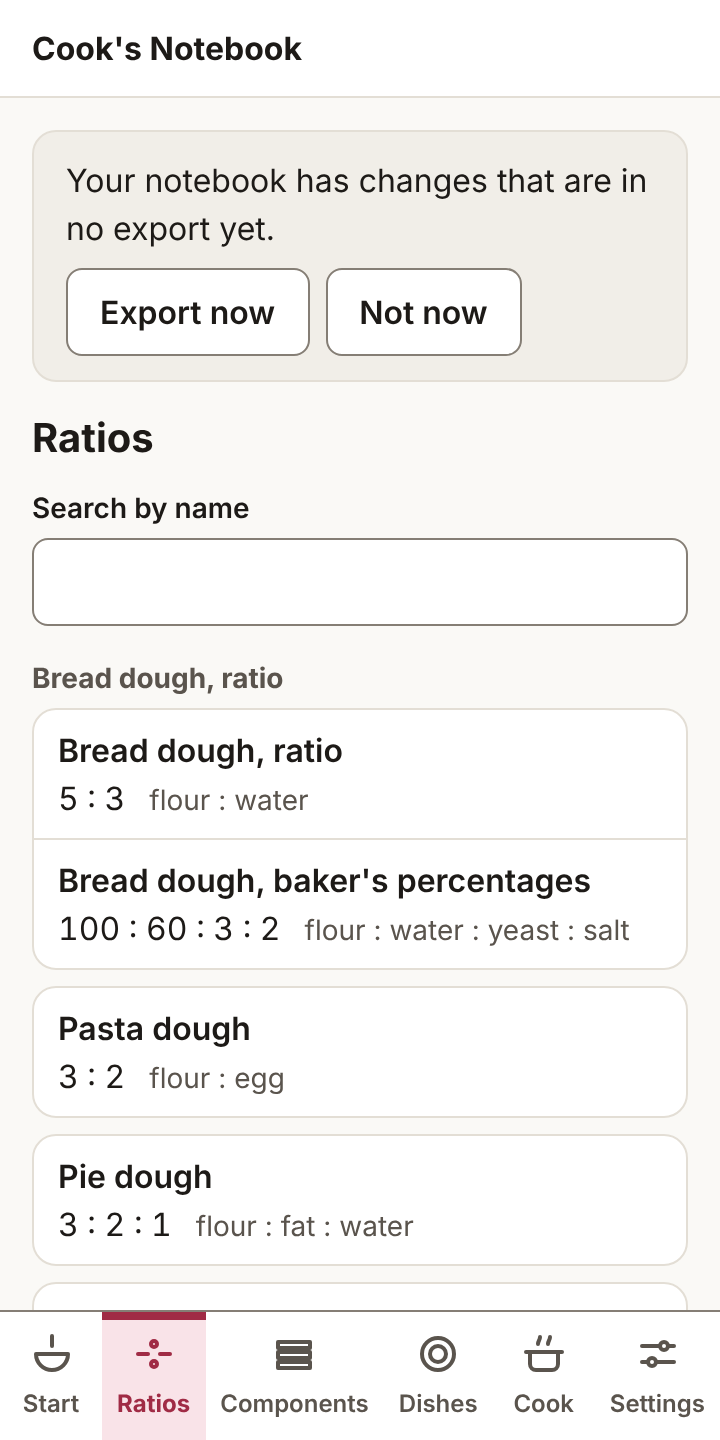 Cook's Notebook
Your notebook has changes that are in
no export yet.
Export now
Not now
Ratios
Search by name
Bread dough, ratio
Bread dough, ratio
5 : 3 flour : water
Bread dough, baker's percentages
100 : 60 : 3 : 2 flour : water : yeast : salt
Pasta dough
3 : 2 flour : egg
Pie dough
3 : 2 : 1 flour : fat : water
Start
Ratios
Components
Dishes
Cook
Settings